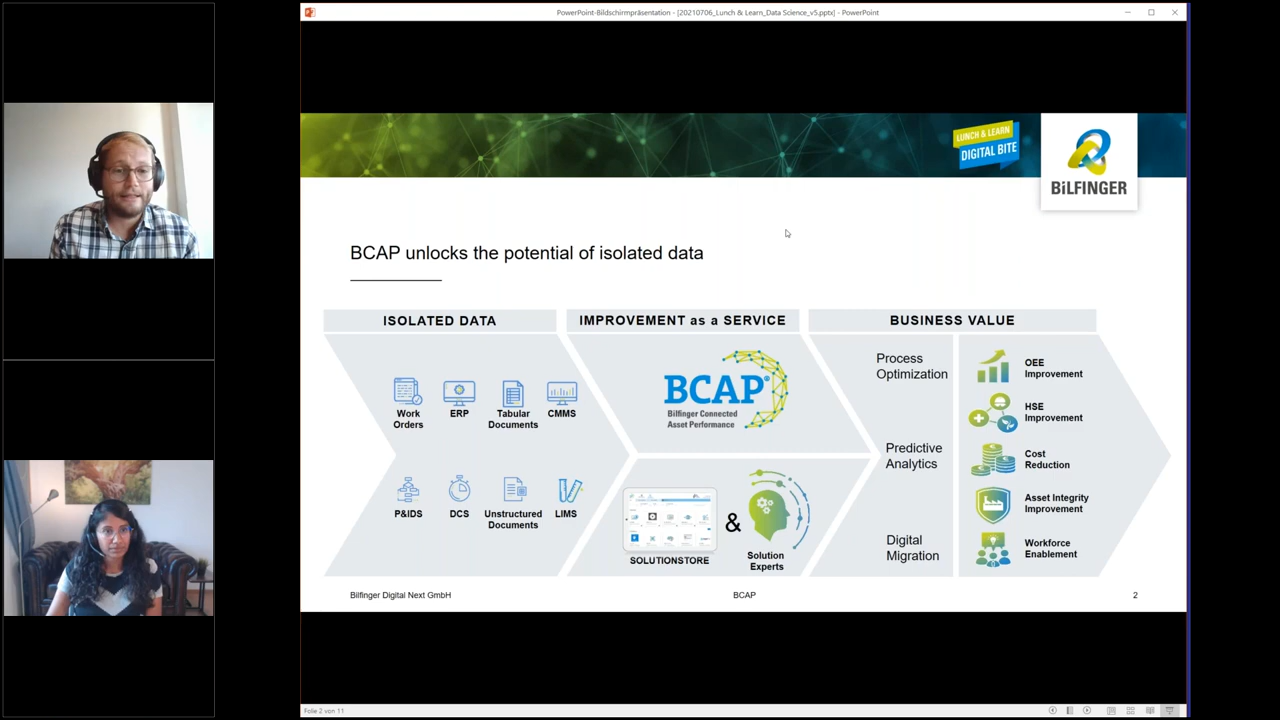 PowerPoint-Bildschirmpräsentation - [20210706_Lunch & Learn_Data Science_v5.pptx] - PowerPoint
LUNCH & LEARN
DIGITAL BITE
BILFINGER
BCAP unlocks the potential of isolated data
ISOLATED DATA
Work
Orders
ERP
Tabular
Documents
CMMS
P&IDS
DCS
Unstructured
Documents
LIMS
IMPROVEMENT as a SERVICE
BCAP®
Bilfinger Connected
Asset Performance
SOLUTIONSTORE
&
Solution
Experts
BUSINESS VALUE
Process
Optimization
Predictive
Analytics
Digital
Migration
OEE
Improvement
HSE
Improvement
Cost
Reduction
Asset Integrity
Improvement
Workforce
Enablement
Bilfinger Digital Next GmbH
BCAP
2
Folie 2 von 11